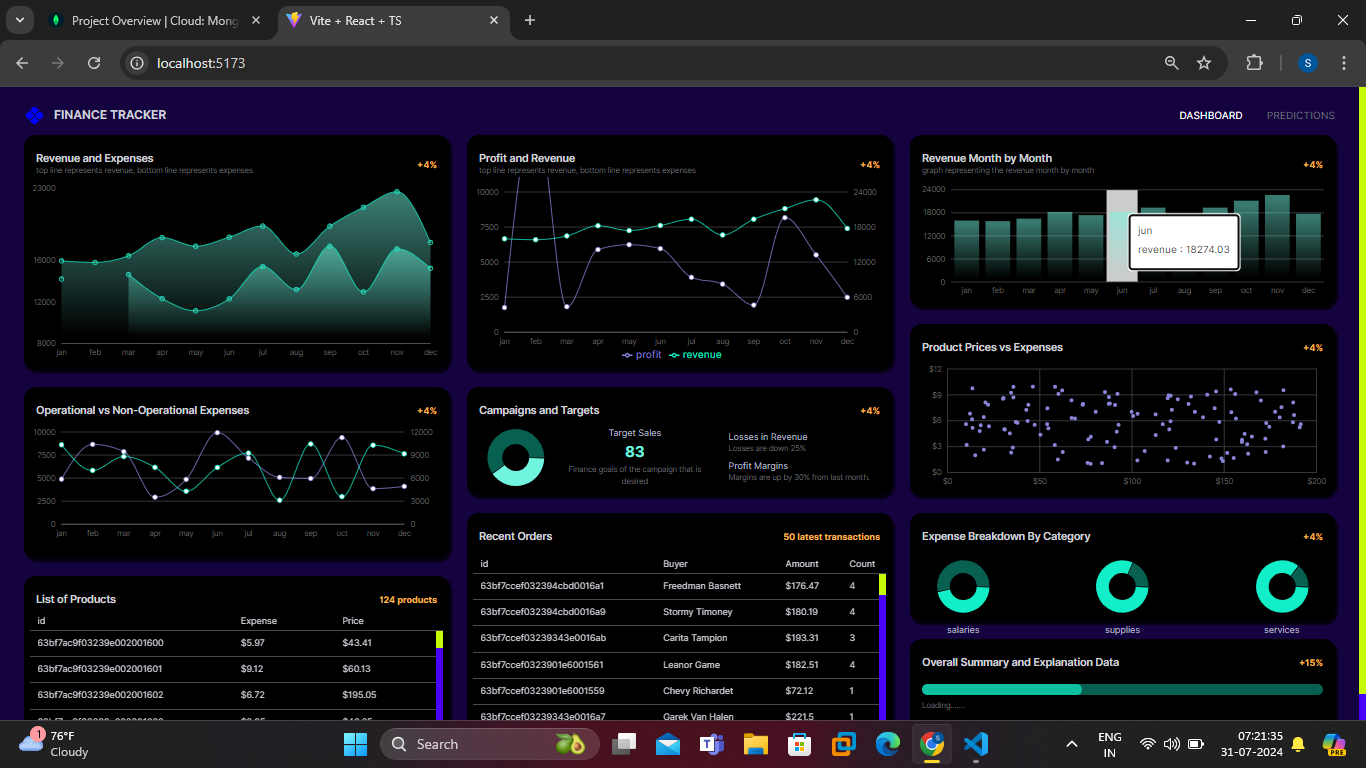 Project Overview | Cloud: Mong
Vite + React + TS
localhost:5173
S
FINANCE TRACKER
DASHBOARD
PREDICTIONS
Revenue and Expenses
top line represents revenue, bottom line represents expenses
+4%
23000
16000
12000
8000
jan feb mar apr may jun jul aug sep oct nov dec
Profit and Revenue
top line represents revenue, bottom line represents expenses
+4%
10000 24000
7500 18000
5000 12000
2500 6000
0 0
jan feb mar apr may jun jul aug sep oct nov dec
profit revenue
Revenue Month by Month
graph representing the revenue month by month
+4%
24000
18000
12000
6000
0
jun
revenue : 18274.03
jan feb mar apr may jun jul aug sep oct nov dec
Operational vs Non-Operational Expenses
+4%
10000 12000
7500 9000
5000 6000
2500 3000
0 0
jan feb mar apr may jun jul aug sep oct nov dec
Campaigns and Targets
+4%
Target Sales
83
Finance goals of the campaign that is
desired
Losses in Revenue
Losses are down 25%
Profit Margins
Margins are up by 30% from last month.
Product Prices vs Expenses
+4%
$12
$9
$6
$3
$0
$0 $50 $100 $150 $200
List of Products
124 products
id Expense Price
63bf7ac9f03239e002001600 $5.97 $43.41
63bf7ac9f03239e002001601 $9.12 $60.13
63bf7ac9f03239e002001602 $6.72 $195.05
Recent Orders
50 latest transactions
id Buyer Amount Count
63bf7ccef032394cbd0016a1 Freedman Basnett $176.47 4
63bf7ccef032394cbd0016a9 Stormy Timoney $180.19 4
63bf7ccef03239343e0016ab Carita Tampion $193.31 3
63bf7ccef0323901e6001561 Leanor Game $182.51 4
63bf7ccef0323901e6001559 Chevy Richardet $72.12 1
63bf7ccef03239343e0016a7 Garek Van Halen $221.5 1
Expense Breakdown By Category
+4%
salaries supplies services
Overall Summary and Explanation Data
+15%
Loading.......
1
76°F
Cloudy
Search
ENG
IN
07:21:35
31-07-2024
PRE